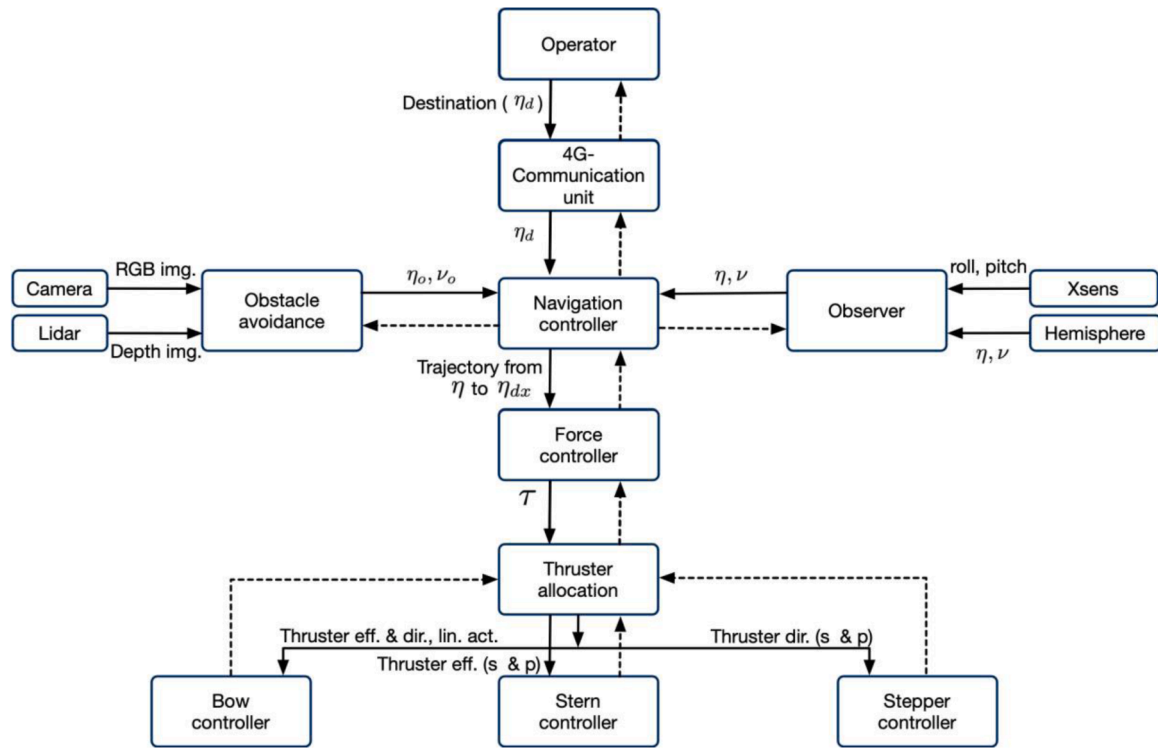 Operator
Destination ( η_d)
4G-
Communication
unit
η_d
Camera
RGB img.
Lidar
Depth img.
Obstacle
avoidance
η_o, ν_o
Navigation
controller
η, ν
Observer
roll, pitch
Xsens
Hemisphere
η, ν
Trajectory from
η to η_dx
Force
controller
τ
Thruster
allocation
Thruster eff. & dir., lin. act.
Thruster eff. (s & p)
Thruster dir. (s & p)
Bow
controller
Stern
controller
Stepper
controller